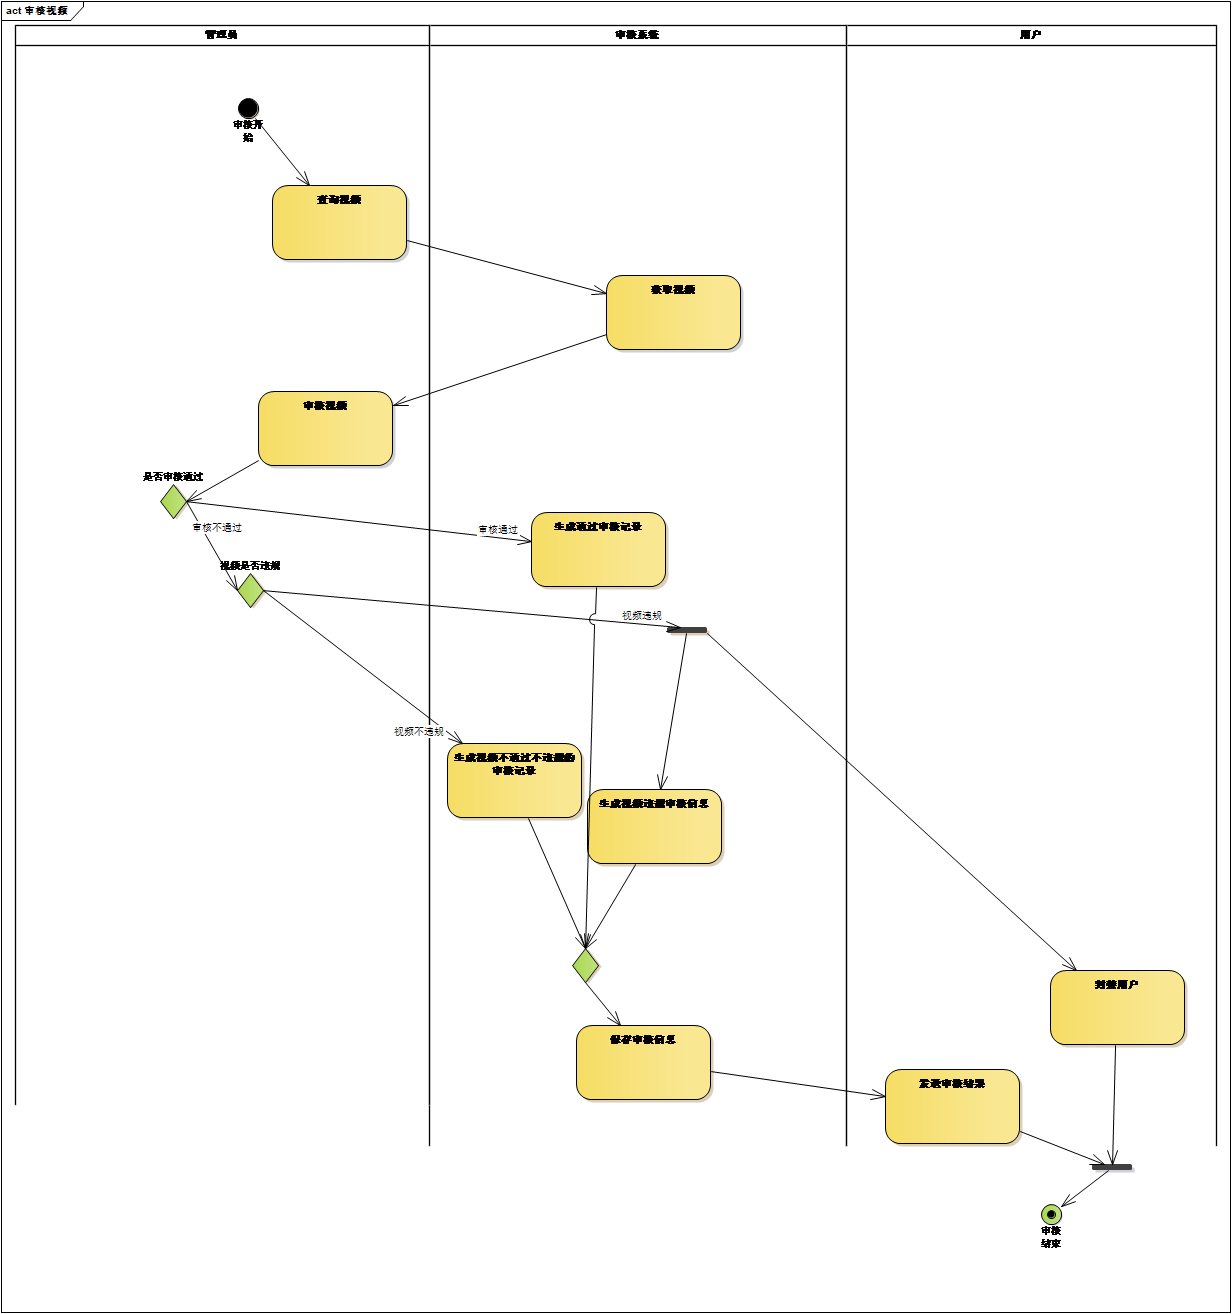 act 审核视频
管理员
审核系统
用户
审核开
始
查询视频
获取视频
审核视频
是否审核通过
审核不通过
审核通过
生成通过审核记录
视频是否违规
视频违规
视频不违规
生成视频不通过不违规的
审核记录
生成视频违规审核信息
封禁用户
保存审核信息
发送审核结果
审核
结束